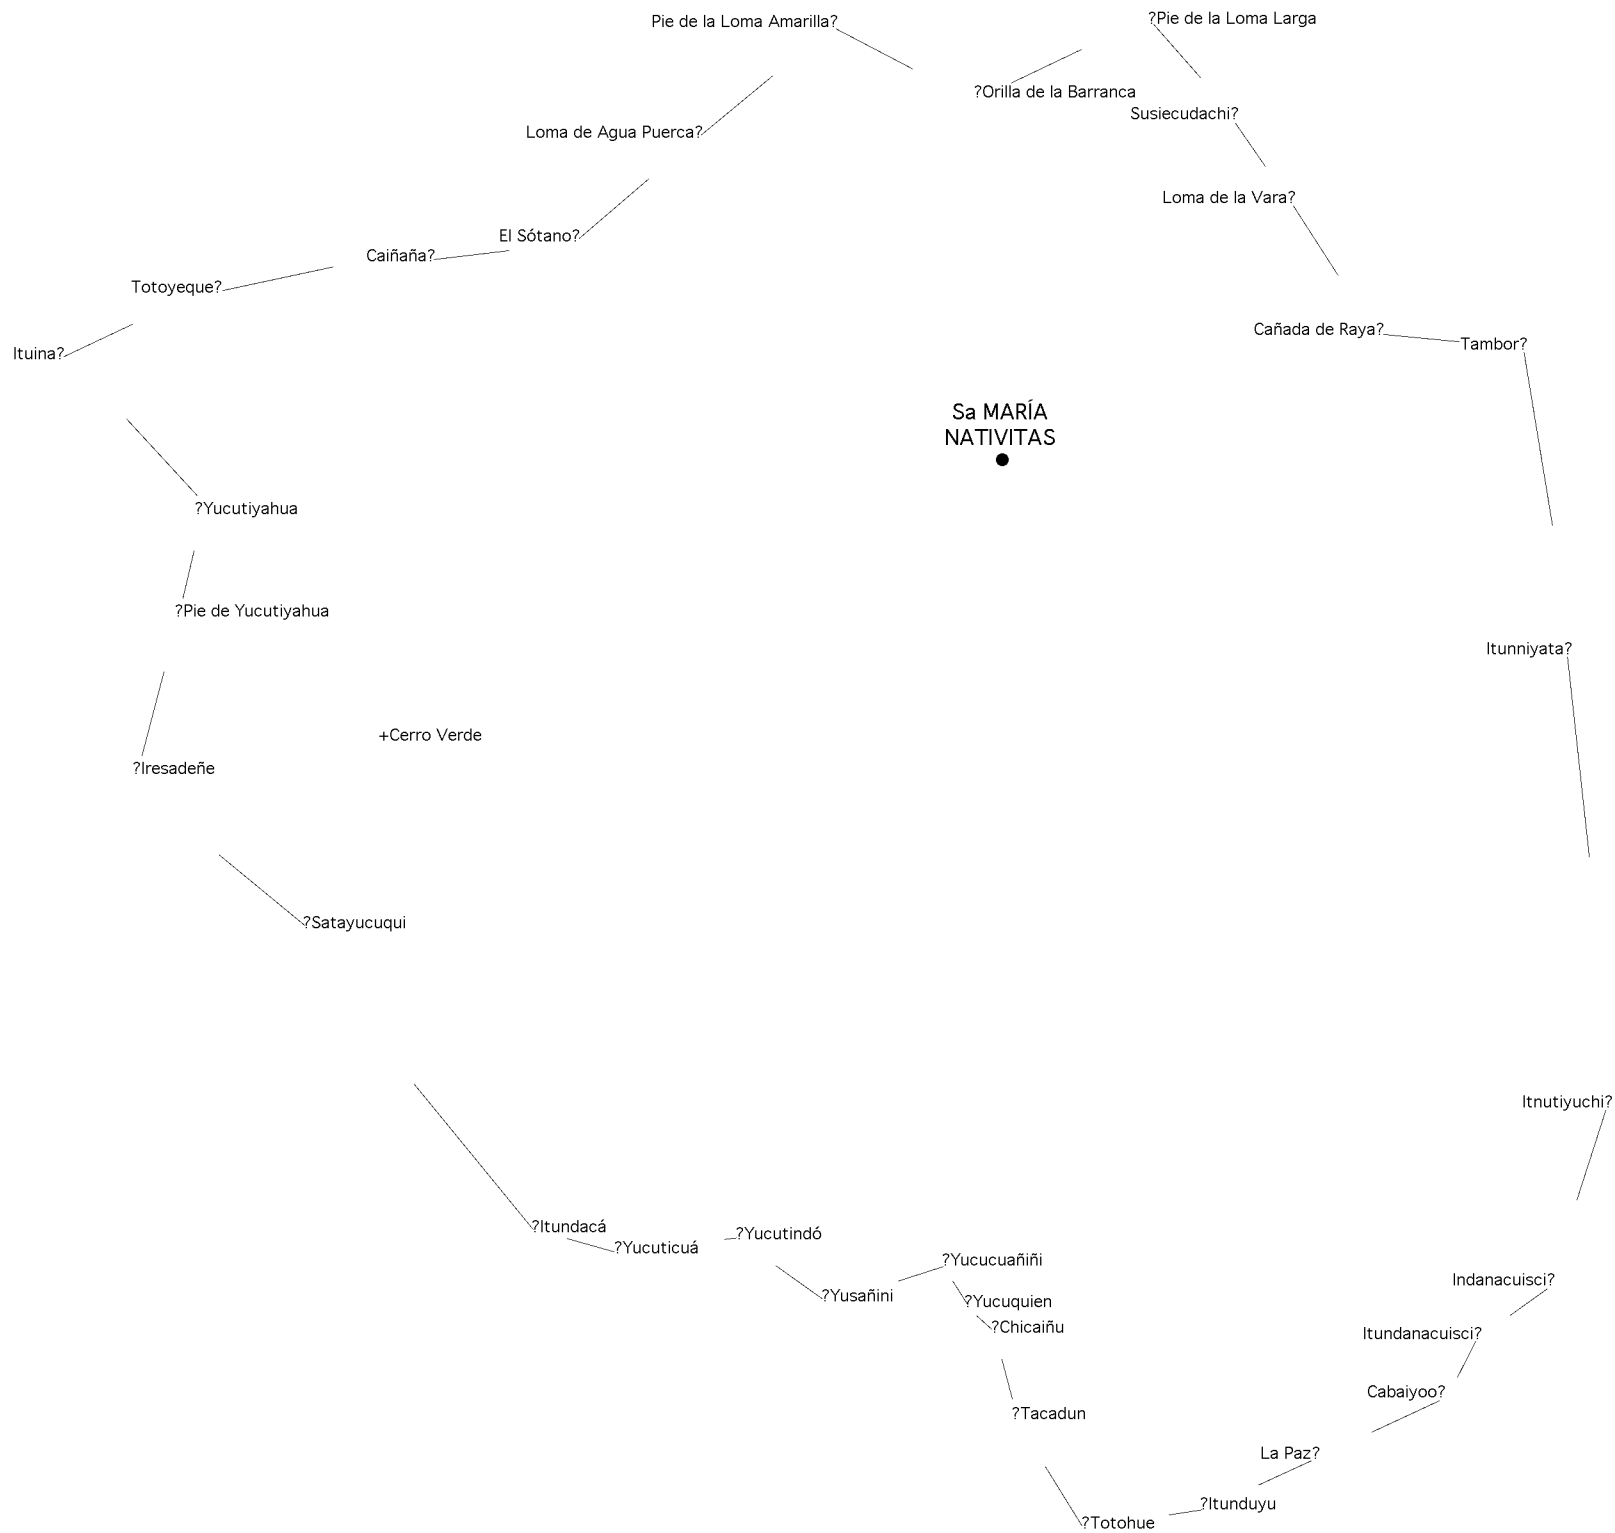 ?Pie de la Loma Larga
Pie de la Loma Amarilla?
?Orilla de la Barranca
Susiecudachi?
Loma de Agua Puerca?
Loma de la Vara?
El Sótano?
Caiñaña?
Totoyeque?
Cañada de Raya?
Tambor?
Ituina?
Sa MARÍA
NATIVITAS
?Yucutiyahua
?Pie de Yucutiyahua
Itunniyata?
+Cerro Verde
?Iresadeñe
?Satayucuqui
Itnutiyuchi?
?Itundacá
?Yucutindó
?Yucuticuá
?Yucucuañiñi
Indanacuisci?
?Yusañini
?Yucuquien
?Chicaiñu
Itundanacuisci?
Cabaiyoo?
?Tacadun
La Paz?
?Itunduyu
?Totohue